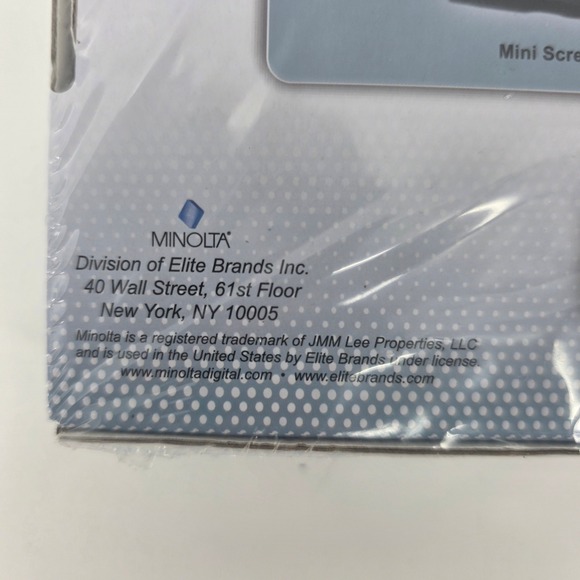 Mini Scre
MINOLTA®
Division of Elite Brands Inc.
40 Wall Street, 61st Floor
New York, NY 10005
Minolta is a registered trademark of JMM Lee Properties, LLC
and is used in the United States by Elite Brands under license.
www.minoltadigital.com • www.elitebrands.com